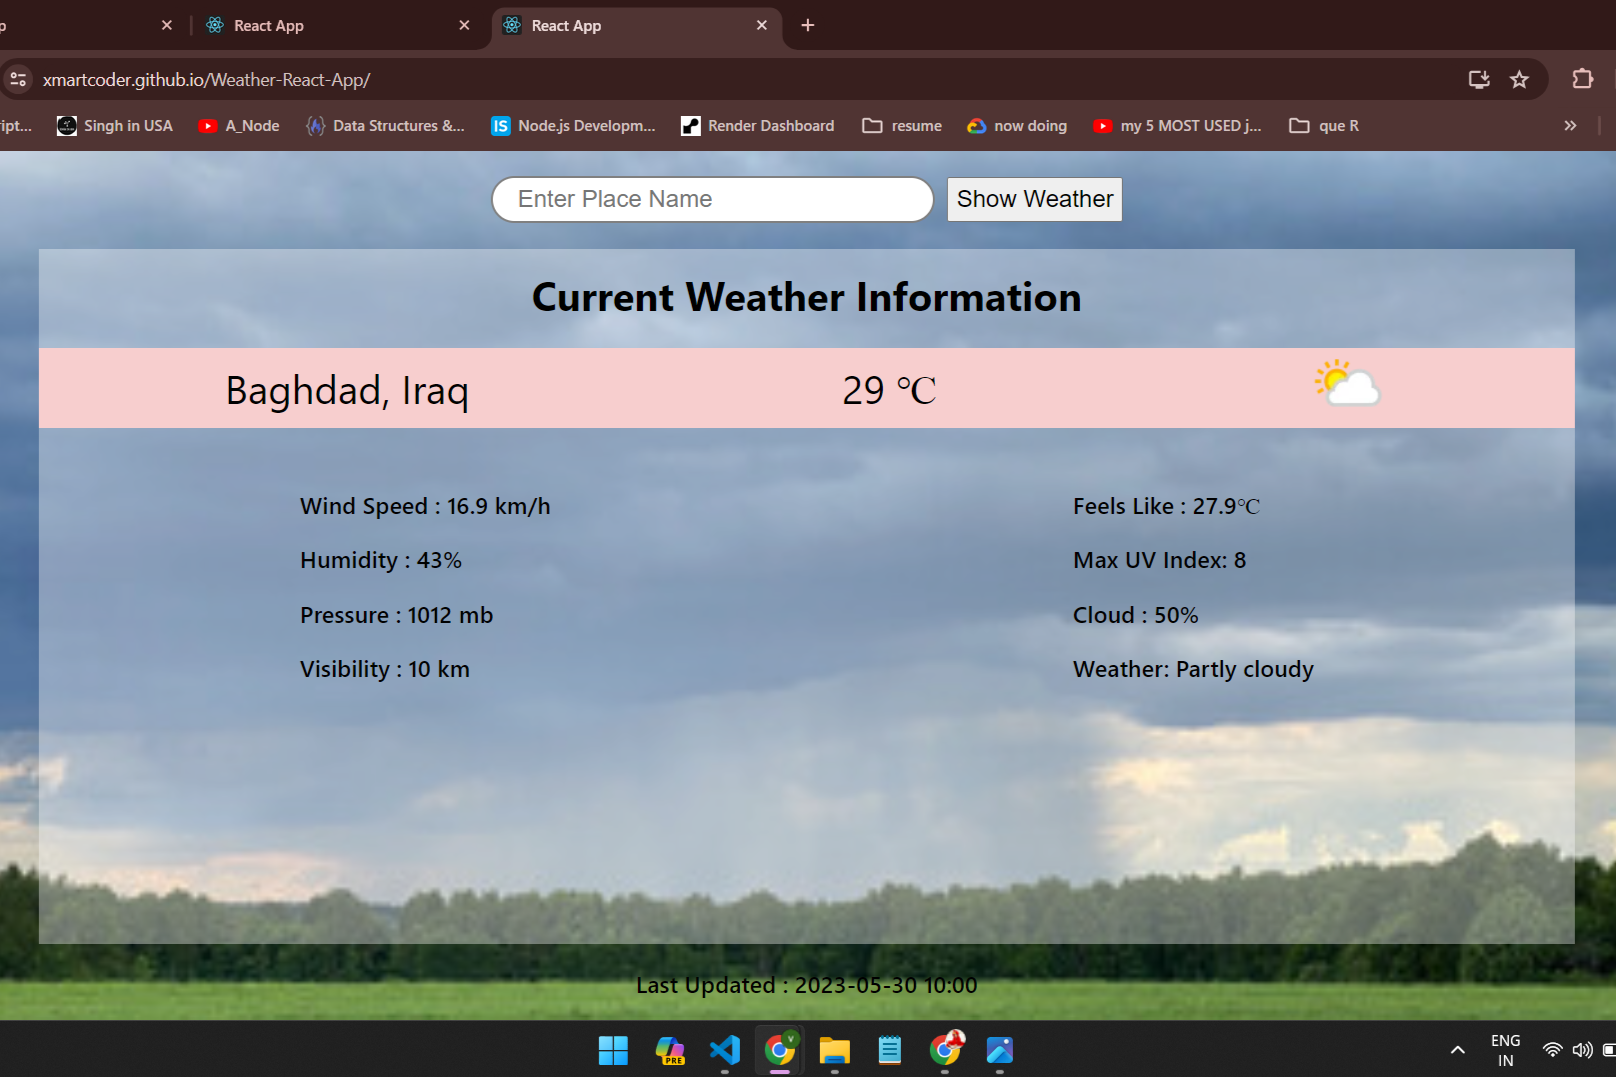 p
React App
React App
xmartcoder.github.io/Weather-React-App/
ript...
Singh in USA
A_Node
Data Structures &...
IS
Node.js Developm...
Render Dashboard
resume
now doing
my 5 MOST USED j...
que R
Enter Place Name
Show Weather
Current Weather Information
Baghdad, Iraq
29 °C
Wind Speed : 16.9 km/h
Humidity : 43%
Pressure : 1012 mb
Visibility : 10 km
Feels Like : 27.9°C
Max UV Index: 8
Cloud : 50%
Weather: Partly cloudy
Last Updated : 2023-05-30 10:00
PRE
V
ENG
IN